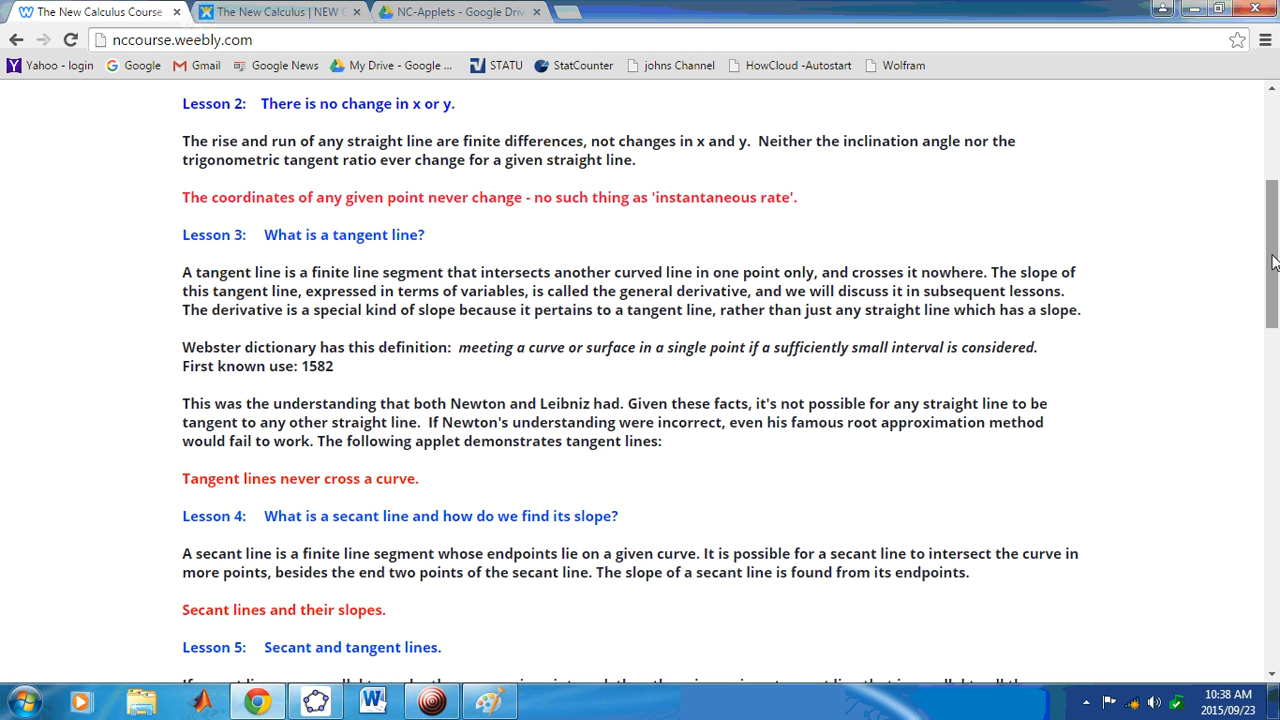 The New Calculus Course
The New Calculus | NEW
NC-Applets - Google Driv
nccourse.weebly.com
Yahoo - login
Google
Gmail
Google News
My Drive - Google ...
STATU
StatCounter
johns Channel
HowCloud -Autostart
Wolfram
Lesson 2: There is no change in x or y.
The rise and run of any straight line are finite differences, not changes in x and y. Neither the inclination angle nor the
trigonometric tangent ratio ever change for a given straight line.
The coordinates of any given point never change - no such thing as 'instantaneous rate'.
Lesson 3: What is a tangent line?
A tangent line is a finite line segment that intersects another curved line in one point only, and crosses it nowhere. The slope of
this tangent line, expressed in terms of variables, is called the general derivative, and we will discuss it in subsequent lessons.
The derivative is a special kind of slope because it pertains to a tangent line, rather than just any straight line which has a slope.
Webster dictionary has this definition: meeting a curve or surface in a single point if a sufficiently small interval is considered.
First known use: 1582
This was the understanding that both Newton and Leibniz had. Given these facts, it's not possible for any straight line to be
tangent to any other straight line. If Newton's understanding were incorrect, even his famous root approximation method
would fail to work. The following applet demonstrates tangent lines:
Tangent lines never cross a curve.
Lesson 4: What is a secant line and how do we find its slope?
A secant line is a finite line segment whose endpoints lie on a given curve. It is possible for a secant line to intersect the curve in
more points, besides the end two points of the secant line. The slope of a secant line is found from its endpoints.
Secant lines and their slopes.
Lesson 5: Secant and tangent lines.
10:38 AM
2015/09/23